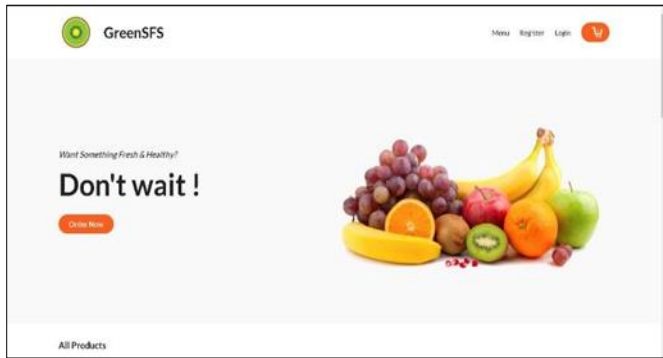 GreenSFS
Menu Register Login
Want Something Fresh & Healthy?
Don't wait !
Order Now
All Products